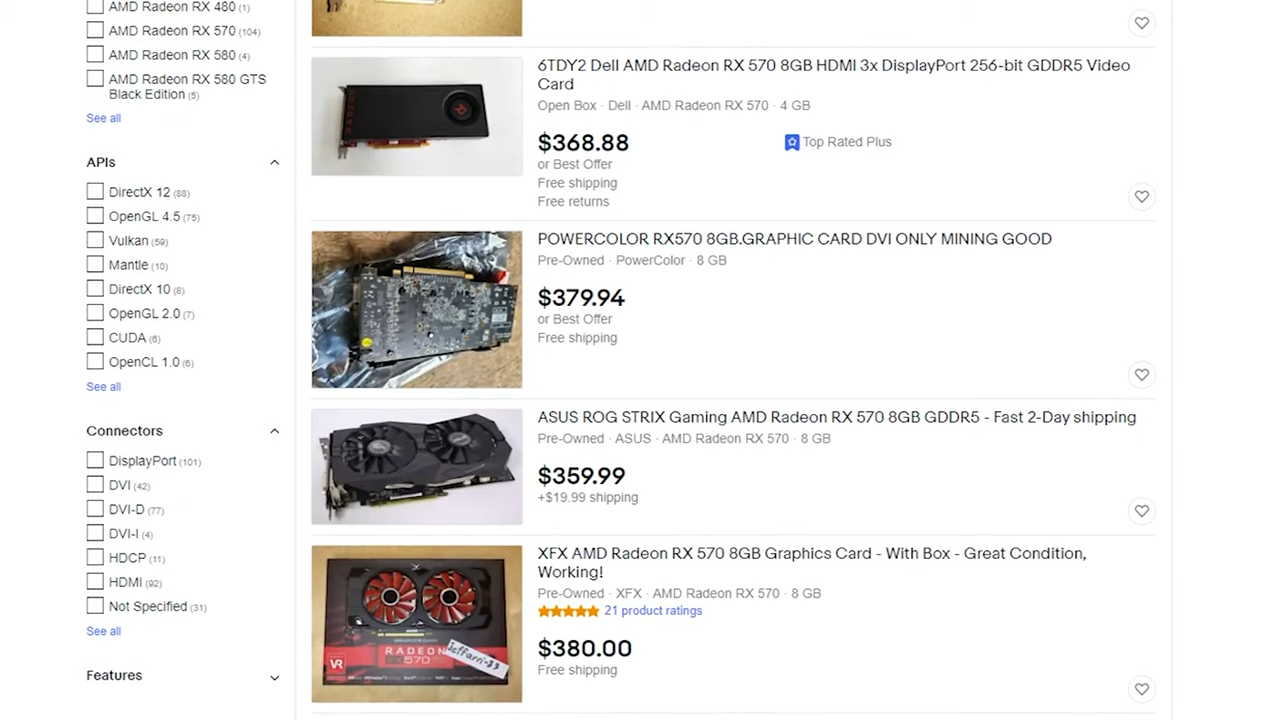 AMD Radeon RX 480 (1)
AMD Radeon RX 570 (104)
AMD Radeon RX 580 (4)
AMD Radeon RX 580 GTS
Black Edition (5)
See all
APIs
DirectX 12 (88)
OpenGL 4.5 (75)
Vulkan (59)
Mantle (10)
DirectX 10 (8)
OpenGL 2.0 (7)
CUDA (6)
OpenCL 1.0 (6)
See all
Connectors
DisplayPort (101)
DVI (42)
DVI-D (77)
DVI-I (4)
HDCP (11)
HDMI (92)
Not Specified (31)
See all
Features
6TDY2 Dell AMD Radeon RX 570 8GB HDMI 3x DisplayPort 256-bit GDDR5 Video
Card
Open Box · Dell · AMD Radeon RX 570 · 4 GB
$368.88
Top Rated Plus
or Best Offer
Free shipping
Free returns
POWERCOLOR RX570 8GB.GRAPHIC CARD DVI ONLY MINING GOOD
Pre-Owned · PowerColor · 8 GB
$379.94
or Best Offer
Free shipping
ASUS ROG STRIX Gaming AMD Radeon RX 570 8GB GDDR5 - Fast 2-Day shipping
Pre-Owned · ASUS · AMD Radeon RX 570 · 8 GB
$359.99
+$19.99 shipping
XFX AMD Radeon RX 570 8GB Graphics Card - With Box - Great Condition,
Working!
Pre-Owned · XFX · AMD Radeon RX 570 · 8 GB
21 product ratings
$380.00
Free shipping
RADEON
RX 570
VR